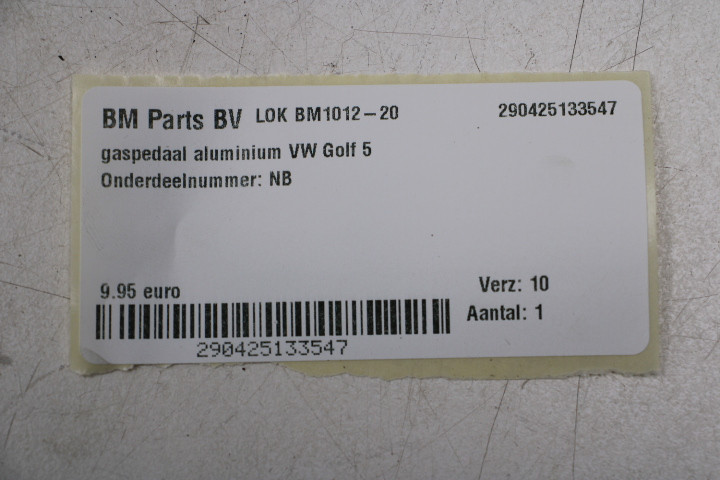 BM Parts BV LOK BM1012-20 290425133547
gaspedaal aluminium VW Golf 5
Onderdeelnummer: NB
9.95 euro Verz: 10
Aantal: 1
290425133547